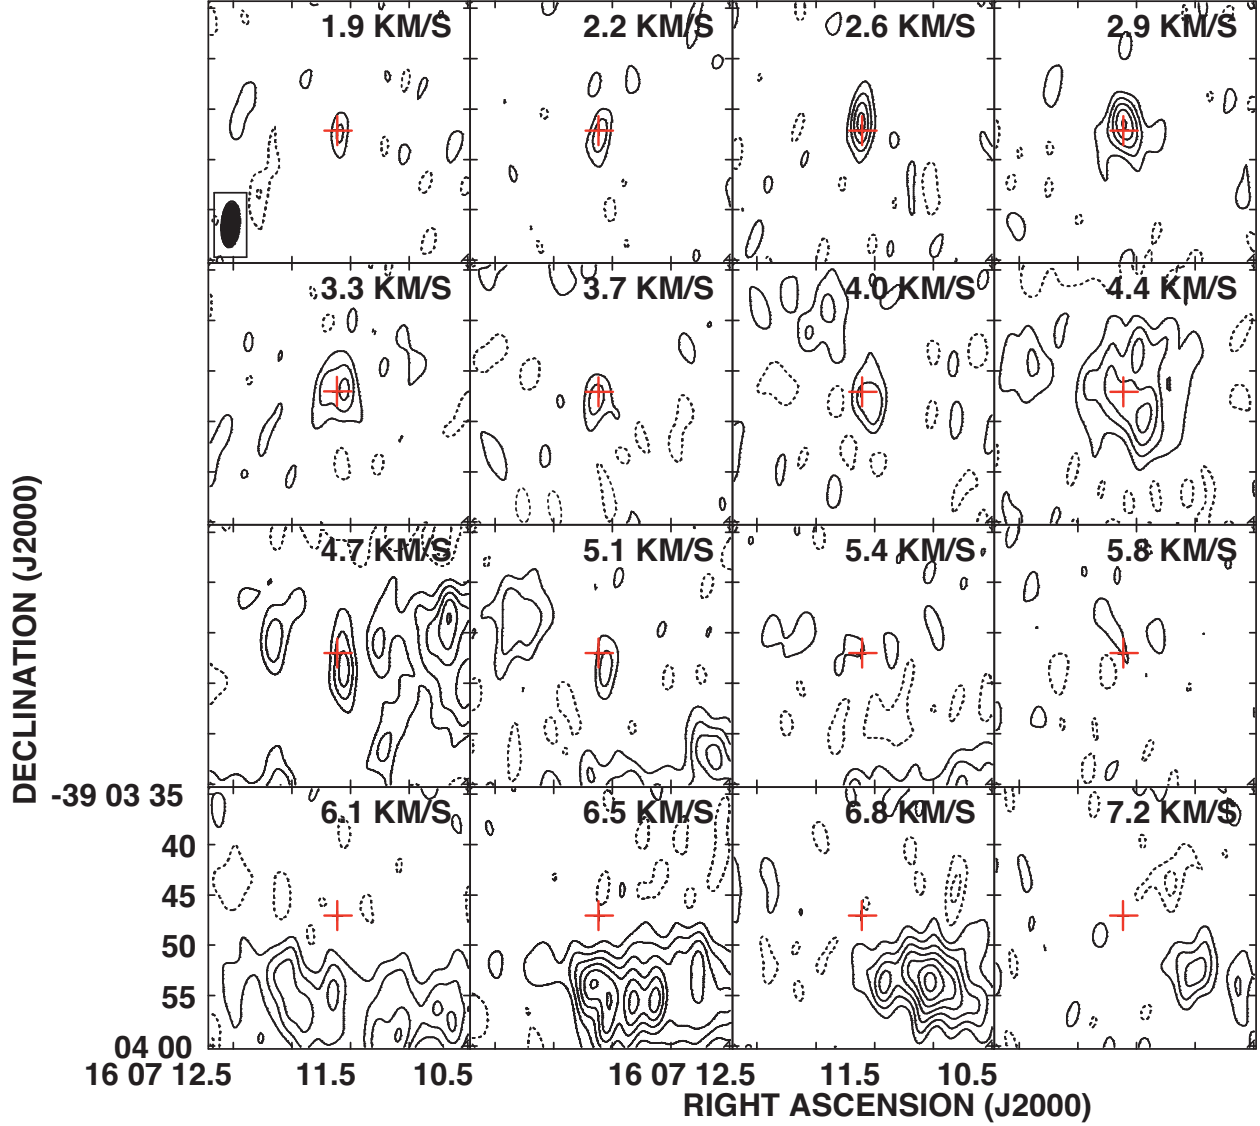 1.9 KM/S 2.2 KM/S 2.6 KM/S 2.9 KM/S
3.3 KM/S 3.7 KM/S 4.0 KM/S 4.4 KM/S
4.7 KM/S 5.1 KM/S 5.4 KM/S 5.8 KM/S
DECLINATION (J2000)
-39 03 35
6.1 KM/S 6.5 KM/S 6.8 KM/S 7.2 KM/S
40
45
50
55
04 00
16 07 12.5 11.5 10.5 16 07 12.5 11.5 10.5
RIGHT ASCENSION (J2000)